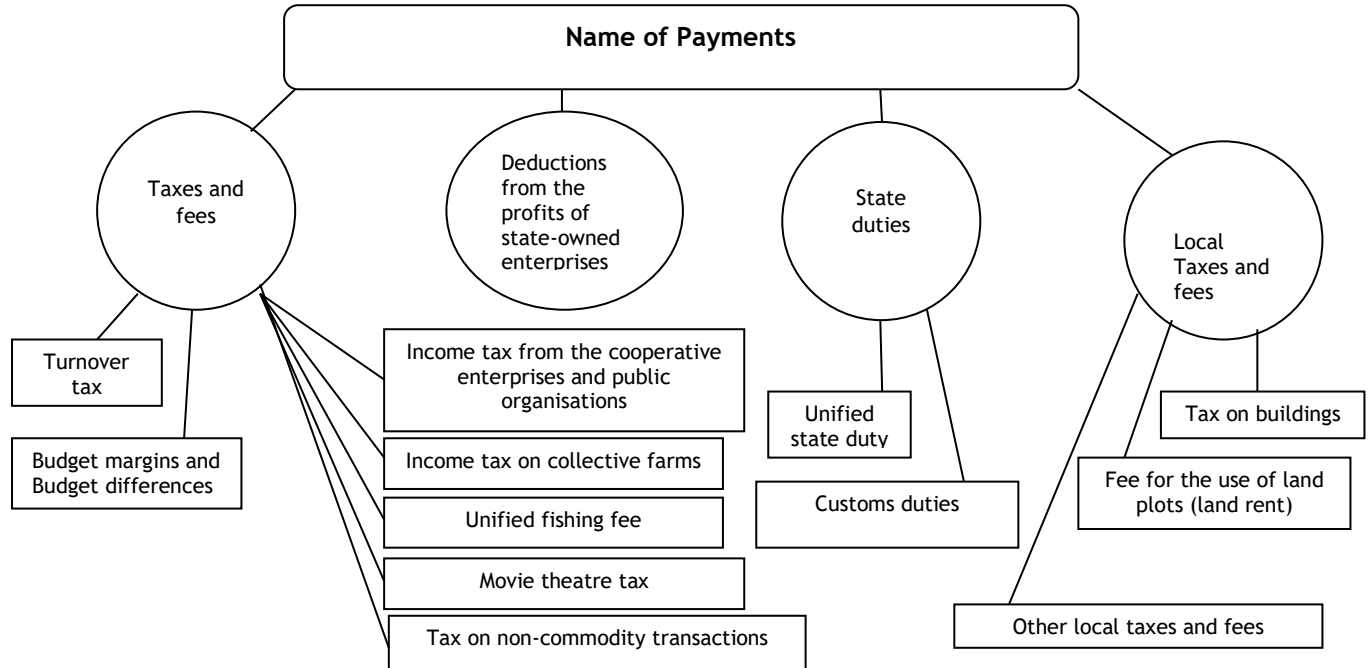 Name of Payments
Taxes and
fees
Deductions
from the
profits of
state-owned
enterprises
State
duties
Local
Taxes and
fees
Turnover
tax
Budget margins and
Budget differences
Income tax from the cooperative
enterprises and public
organisations
Income tax on collective farms
Unified fishing fee
Movie theatre tax
Tax on non-commodity transactions
Unified
state duty
Customs duties
Tax on buildings
Fee for the use of land
plots (land rent)
Other local taxes and fees